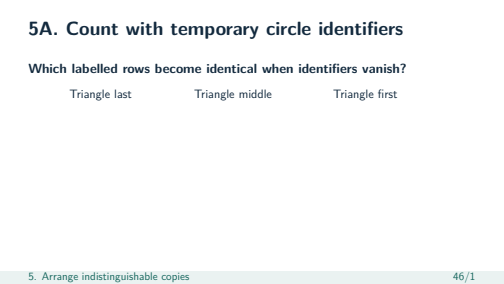 5A. Count with temporary circle identifiers
Which labelled rows become identical when identifiers vanish?
Triangle last Triangle middle Triangle first
5. Arrange indistinguishable copies 46/1